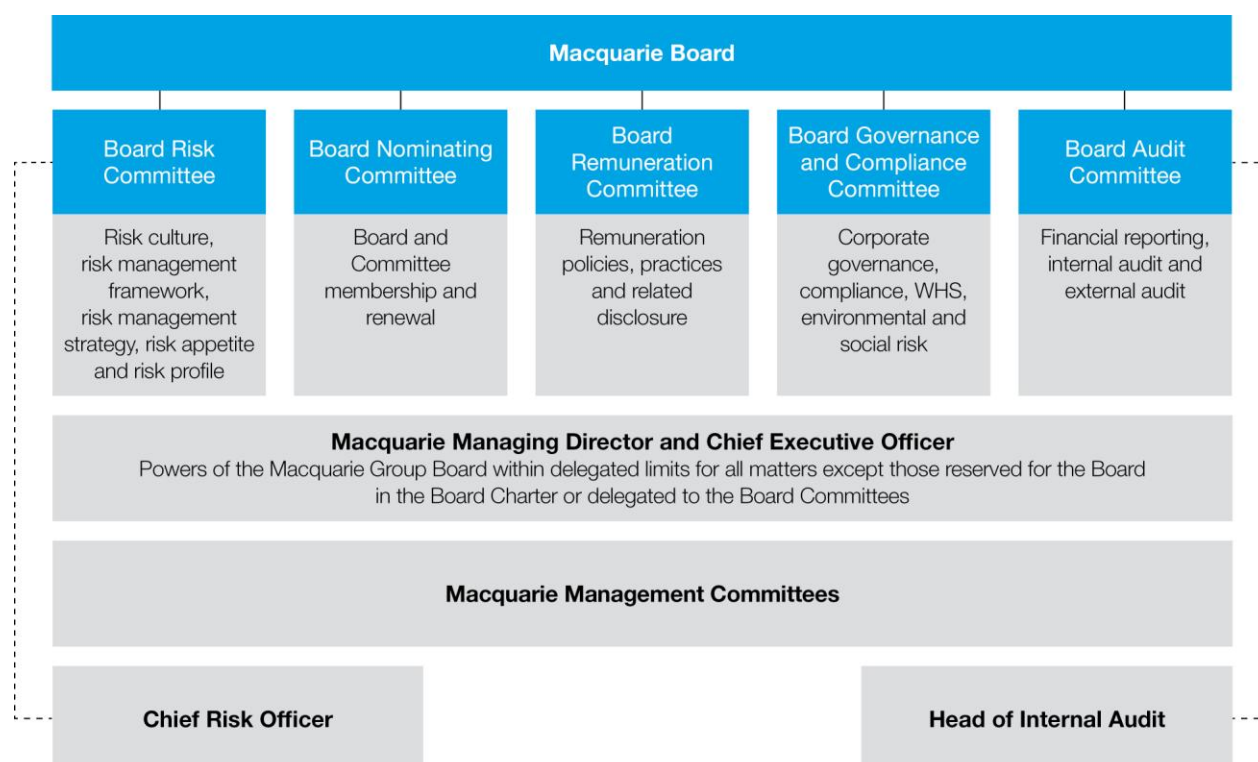 Macquarie Board
Board Risk
Committee
Risk culture,
risk management
framework,
risk management
strategy, risk appetite
and risk profile
Board Nominating
Committee
Board and
Committee
membership and
renewal
Board
Remuneration
Committee
Remuneration
policies, practices
and related
disclosure
Board Governance
and Compliance
Committee
Corporate
governance,
compliance, WHS,
environmental and
social risk
Board Audit
Committee
Financial reporting,
internal audit and
external audit
Macquarie Managing Director and Chief Executive Officer
Powers of the Macquarie Group Board within delegated limits for all matters except those reserved for the Board
in the Board Charter or delegated to the Board Committees
Macquarie Management Committees
Chief Risk Officer
Head of Internal Audit